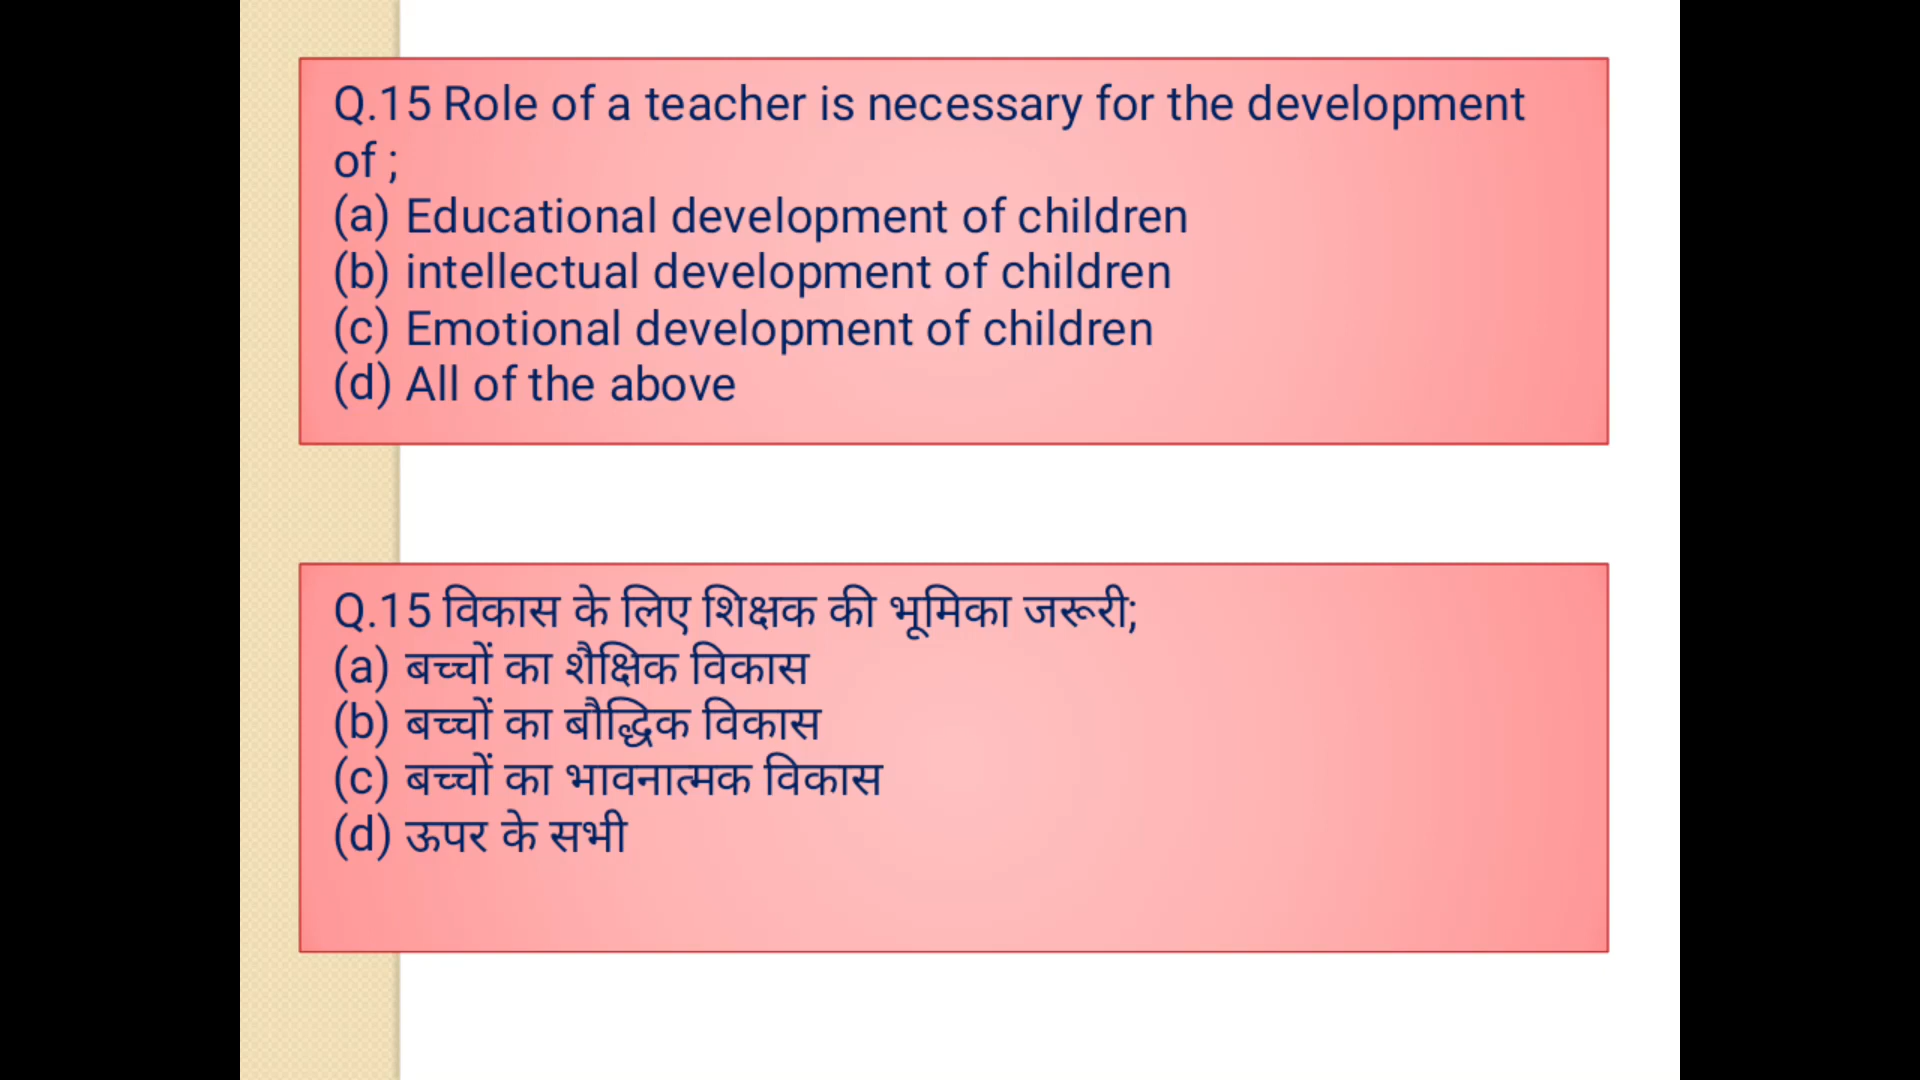 Q.15 Role of a teacher is necessary for the development
of ;
(a) Educational development of children
(b) intellectual development of children
(c) Emotional development of children
(d) All of the above
Q.15 विकास के लिए शिक्षक की भूमिका जरूरी;
(a) बच्चों का शैक्षिक विकास
(b) बच्चों का बौद्धिक विकास
(c) बच्चों का भावनात्मक विकास
(d) ऊपर के सभी